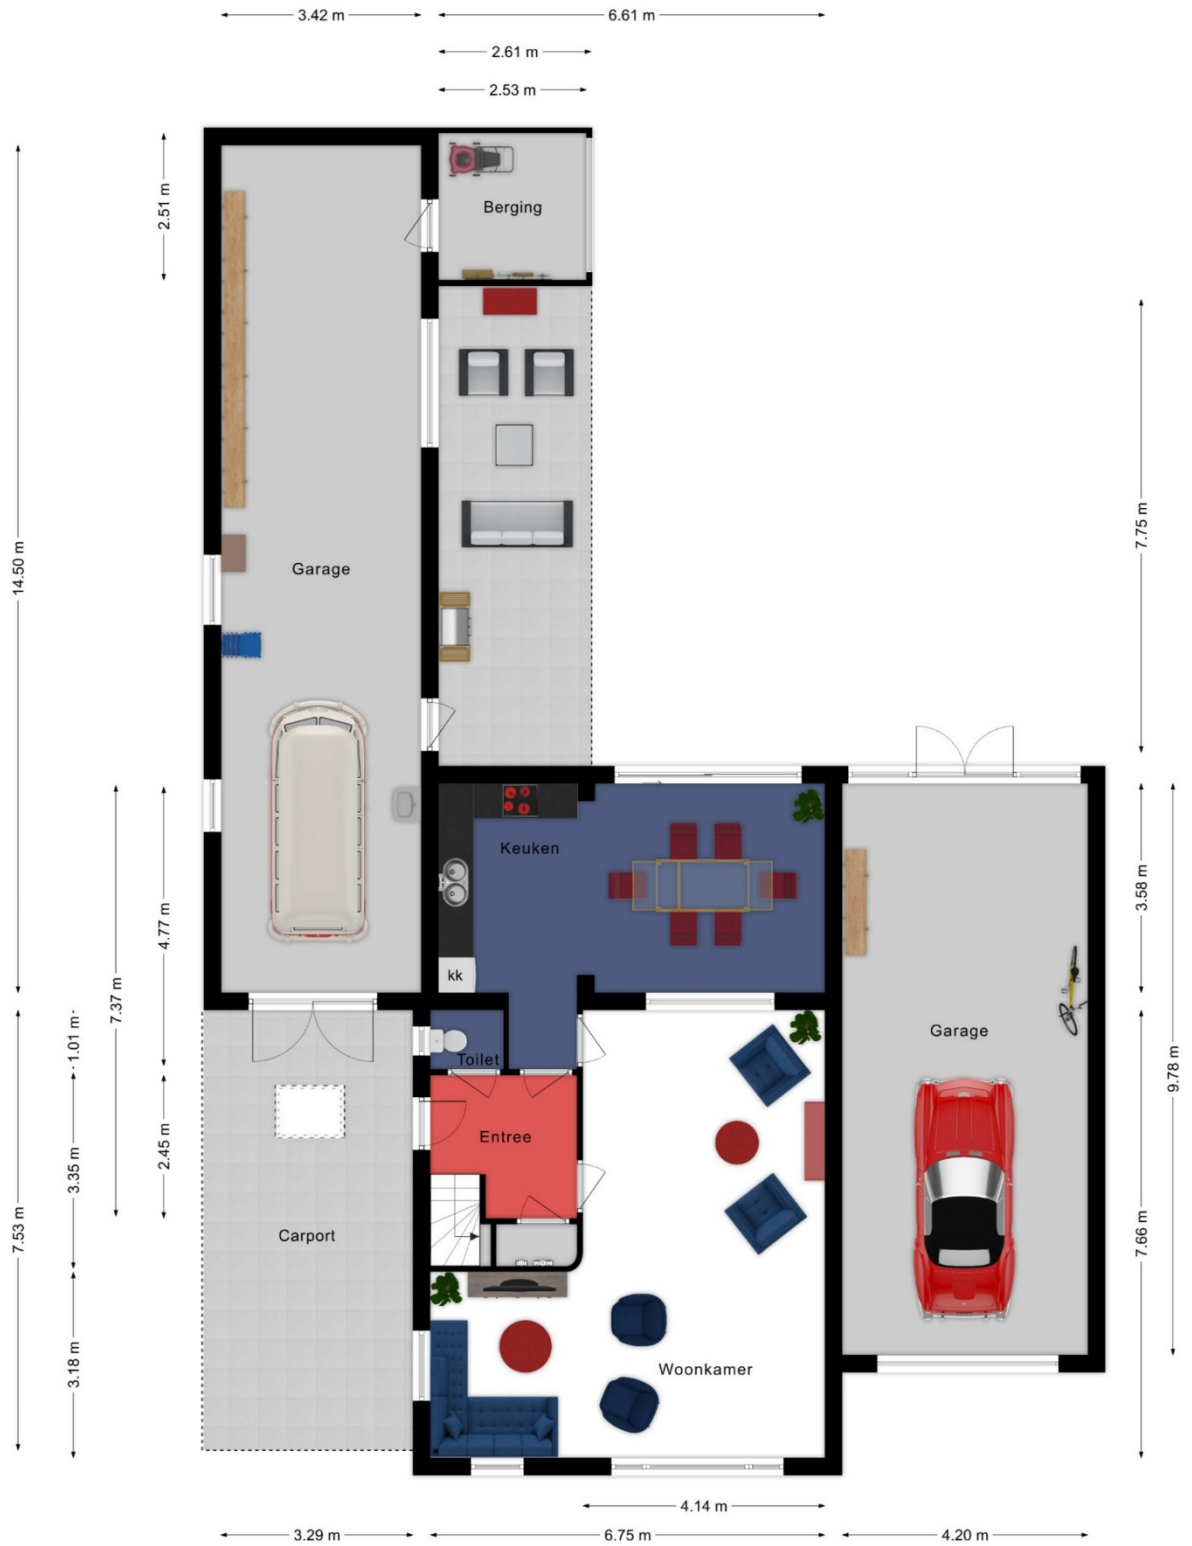 3.42 m
6.61 m
2.61 m
2.53 m
2.51 m
Berging
14.50 m
Garage
7.75 m
Keuken
3.58 m
4.77 m
kk
7.37 m
1.01 m
Garage
Toilet
9.78 m
Entree
2.45 m
3.35 m
7.53 m
Carport
7.66 m
3.18 m
Woonkamer
4.14 m
3.29 m
6.75 m
4.20 m